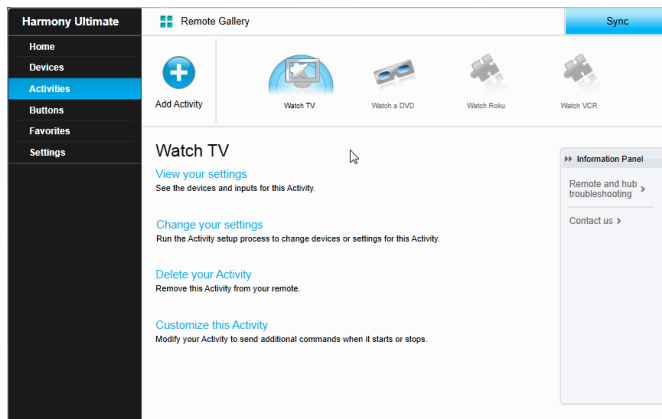 Harmony Ultimate
Remote Gallery
Sync
Home
Devices
Activities
Buttons
Favorites
Settings
Add Activity
Watch TV
Watch a DVD
Watch Roku
Watch VCR
Watch TV
View your settings
See the devices and inputs for this Activity.
Change your settings
Run the Activity setup process to change devices or settings for this Activity.
Delete your Activity
Remove this Activity from your remote.
Customize this Activity
Modify your Activity to send additional commands when it starts or stops.
Information Panel
Remote and hub
troubleshooting
Contact us